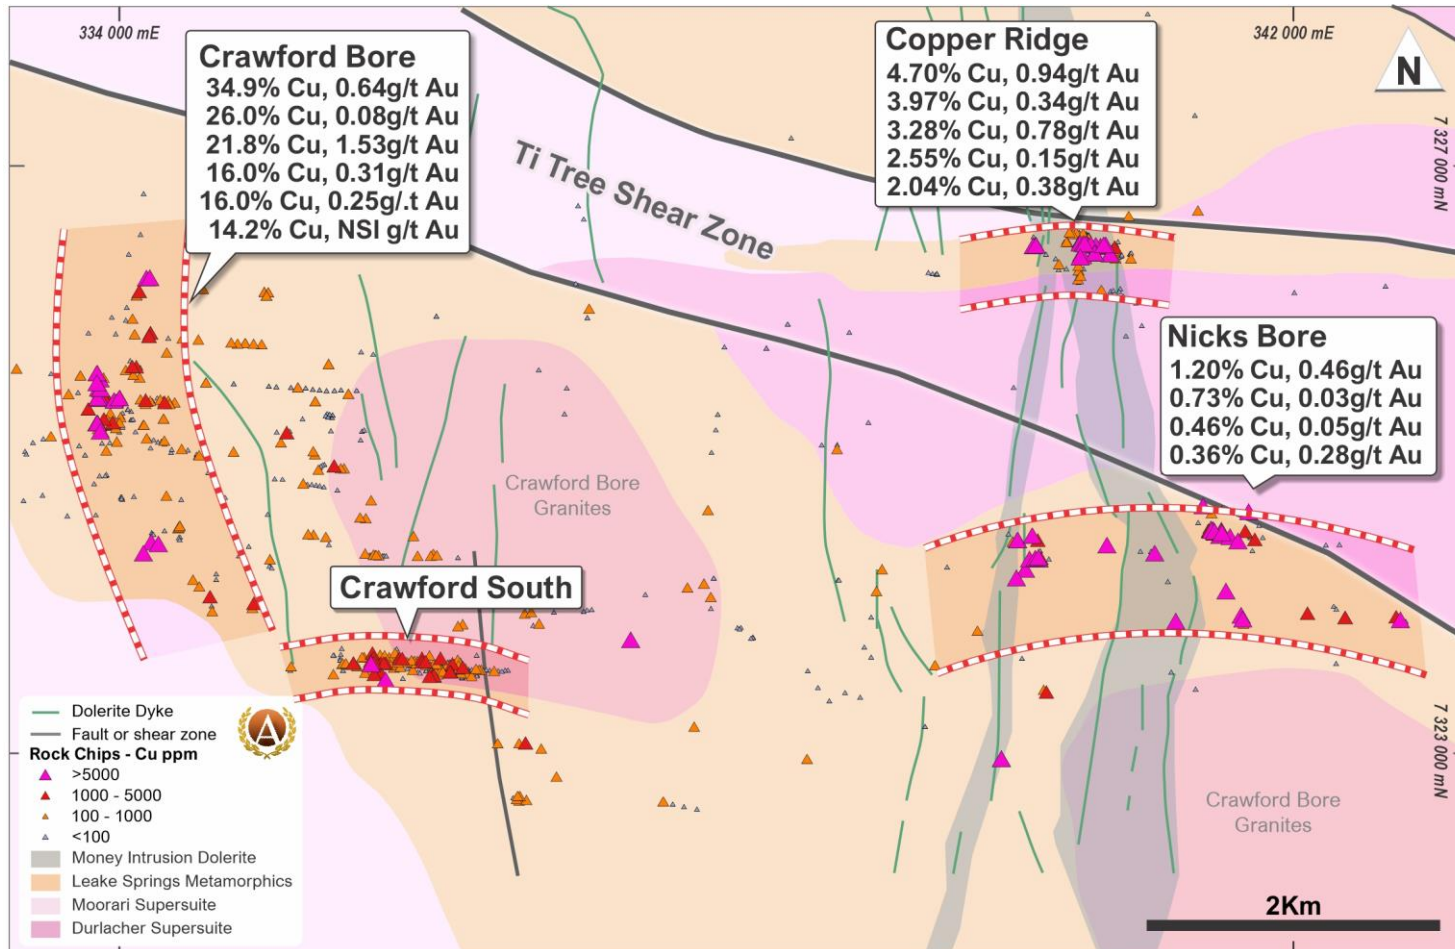 334 000 mE
342 000 mE
Crawford Bore
34.9% Cu, 0.64g/t Au
26.0% Cu, 0.08g/t Au
21.8% Cu, 1.53g/t Au
16.0% Cu, 0.31g/t Au
16.0% Cu, 0.25g/.t Au
14.2% Cu, NSI g/t Au
Copper Ridge
4.70% Cu, 0.94g/t Au
3.97% Cu, 0.34g/t Au
3.28% Cu, 0.78g/t Au
2.55% Cu, 0.15g/t Au
2.04% Cu, 0.38g/t Au
N
7 327 000 mN
Ti Tree Shear Zone
Nicks Bore
1.20% Cu, 0.46g/t Au
0.73% Cu, 0.03g/t Au
0.46% Cu, 0.05g/t Au
0.36% Cu, 0.28g/t Au
Crawford Bore
Granites
Crawford South
7 323 000 mN
Dolerite Dyke
Fault or shear zone
Rock Chips - Cu ppm
>5000
1000 - 5000
100 - 1000
<100
Money Intrusion Dolerite
Leake Springs Metamorphics
Moorari Supersuite
Durlacher Supersuite
A
Crawford Bore
Granites
2Km